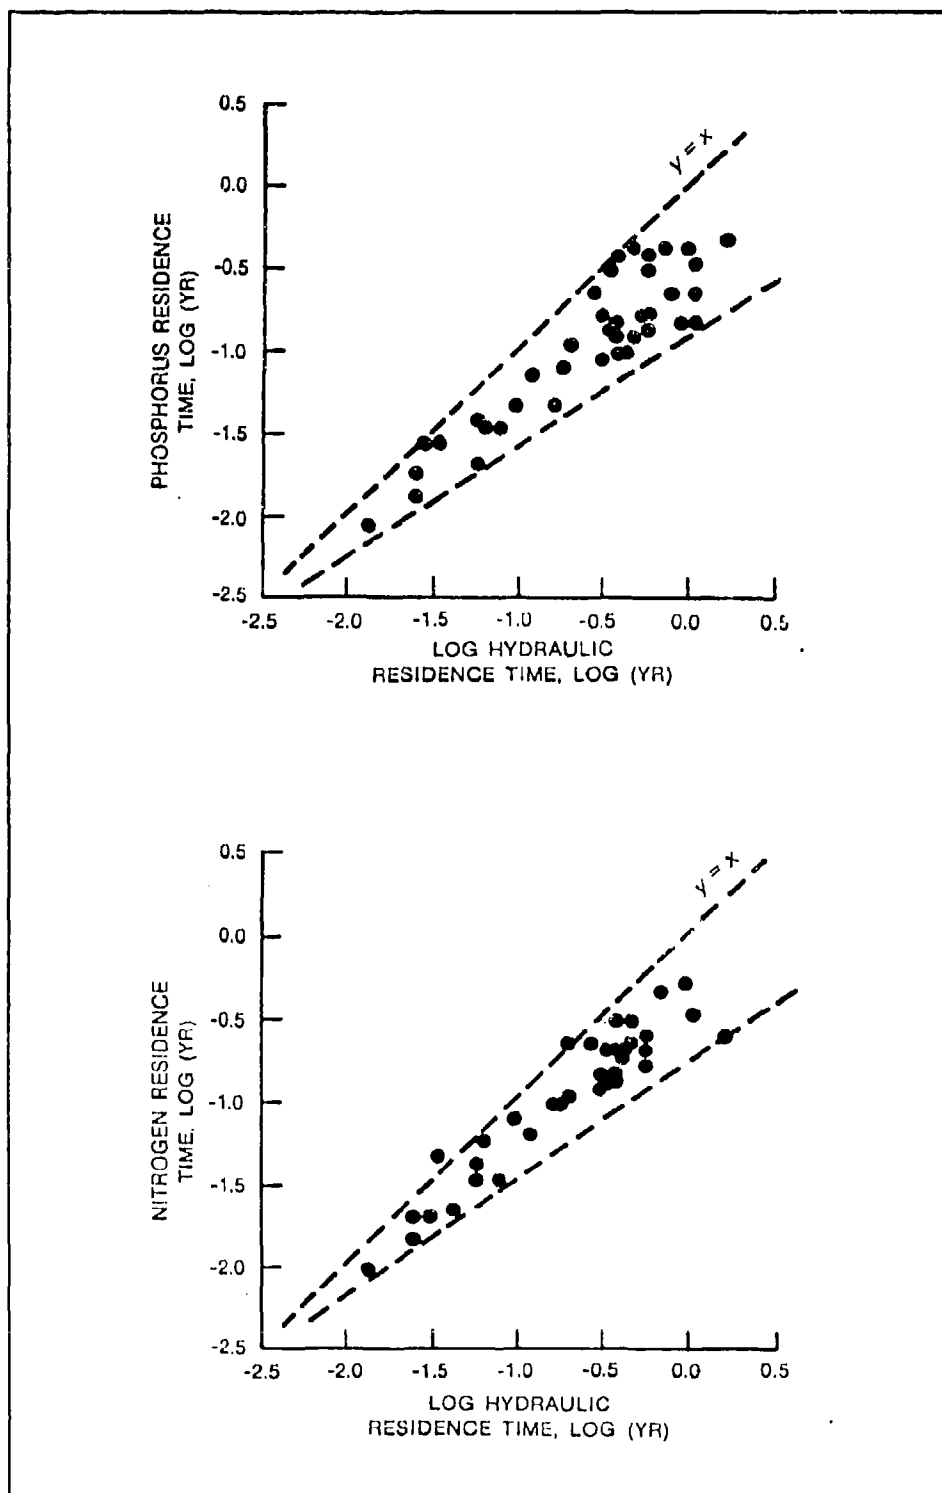 0.5
y = x
0.0
-0.5
-1.0
-1.5
-2.0
-2.5
PHOSPHORUS RESIDENCE
TIME, LOG (YR)
-2.5 -2.0 -1.5 -1.0 -0.5 0.0 0.5
LOG HYDRAULIC
RESIDENCE TIME, LOG (YR)
0.5
y = x
0.0
-0.5
-1.0
-1.5
-2.0
-2.5
NITROGEN RESIDENCE
TIME, LOG (YR)
-2.5 -2.0 -1.5 -1.0 -0.5 0.0 0.5
LOG HYDRAULIC
RESIDENCE TIME, LOG (YR)